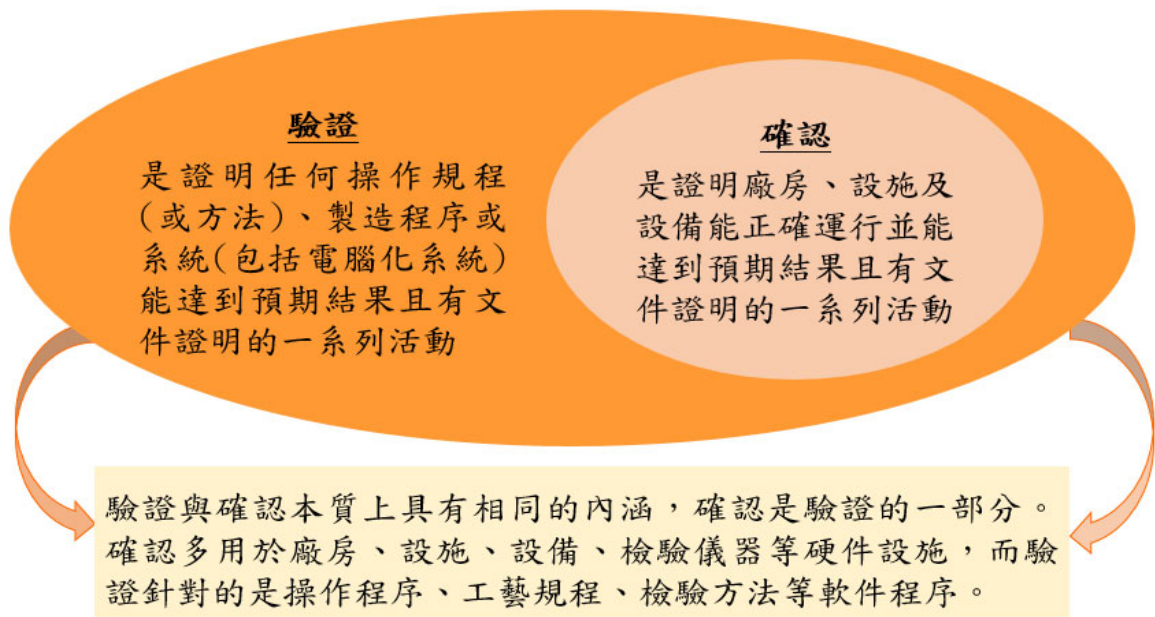 驗證
是證明任何操作規程
(或方法)、製造程序或
系統(包括電腦化系統)
能達到預期結果且有文
件證明的一系列活動
確認
是證明廠房、設施及
設備能正確運行並能
達到預期結果且有文
件證明的一系列活動
驗證與確認本質上具有相同的內涵，確認是驗證的一部分。
確認多用於廠房、設施、設備、檢驗儀器等硬件設施，而驗
證針對的是操作程序、工藝規程、檢驗方法等軟件程序。